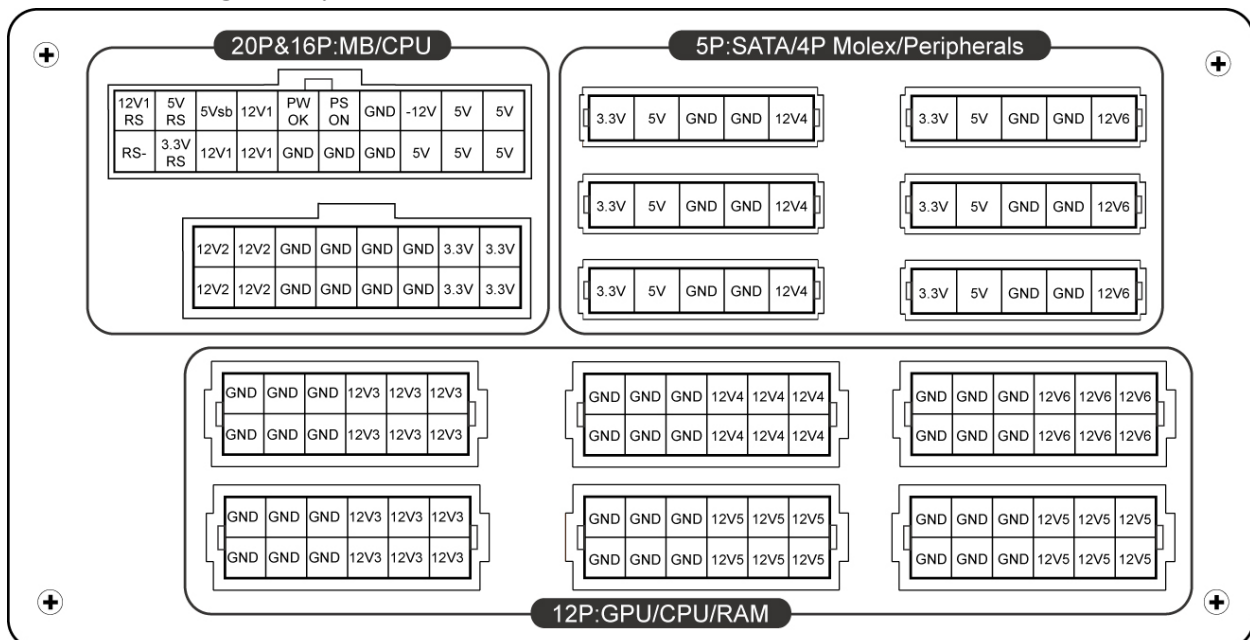 20P&16P:MB/CPU
12V1 RS 5V RS 5Vsb 12V1 PW OK PS ON GND -12V 5V 5V
RS- 3.3V RS 12V1 12V1 GND GND GND 5V 5V 5V
12V2 12V2 GND GND GND GND 3.3V 3.3V
12V2 12V2 GND GND GND GND 3.3V 3.3V
5P:SATA/4P Molex/Peripherals
3.3V 5V GND GND 12V4
3.3V 5V GND GND 12V6
3.3V 5V GND GND 12V4
3.3V 5V GND GND 12V6
3.3V 5V GND GND 12V4
3.3V 5V GND GND 12V6
GND GND GND 12V3 12V3 12V3
GND GND GND 12V3 12V3 12V3
GND GND GND 12V4 12V4 12V4
GND GND GND 12V4 12V4 12V4
GND GND GND 12V6 12V6 12V6
GND GND GND 12V6 12V6 12V6
GND GND GND 12V3 12V3 12V3
GND GND GND 12V3 12V3 12V3
GND GND GND 12V5 12V5 12V5
GND GND GND 12V5 12V5 12V5
GND GND GND 12V5 12V5 12V5
GND GND GND 12V5 12V5 12V5
12P:GPU/CPU/RAM